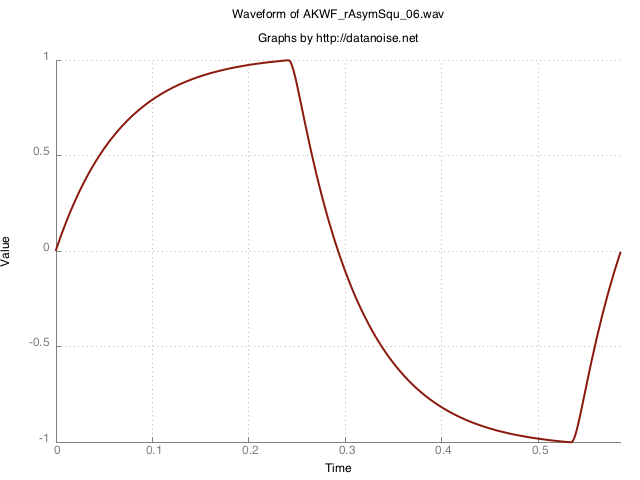 Waveform of AKWF_rAsymSqu_06.wav
Graphs by http://datanoise.net
1
0.5
0
-0.5
-1
Value
0 0.1 0.2 0.3 0.4 0.5
Time